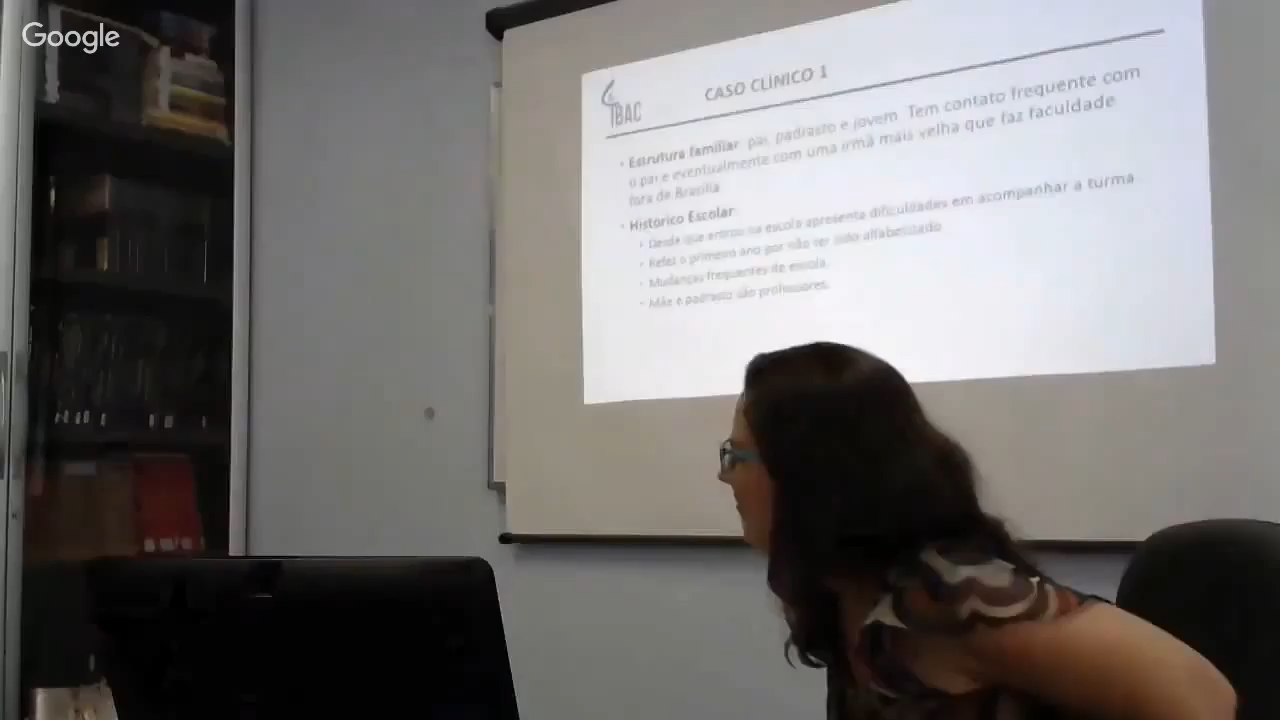 Google
IBAC
CASO CLÍNICO 1
• Estrutura familiar: pai, padrasto e jovem. Tem contato frequente com
o pai e eventualmente com uma irmã mais velha que faz faculdade
fora de Brasília
• Histórico Escolar:
• Desde que entrou na escola apresenta dificuldades em acompanhar a turma
• Refez o primeiro ano por não ter sido alfabetizado
• Mudanças frequentes de escola.
• Mãe e padrasto são professores.